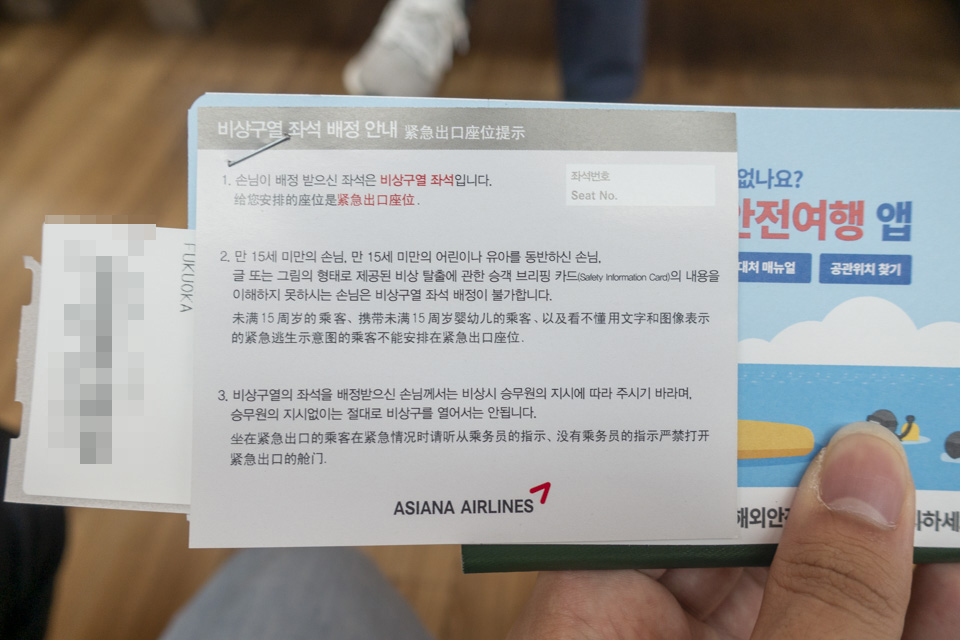 비상구열 좌석 배정 안내 紧急出口座位提示
1. 손님이 배정 받으신 좌석은 비상구열 좌석입니다.
给您安排的座位是紧急出口座位.
좌석번호
Seat No.
2. 만 15세 미만의 손님, 만 15세 미만의 어린이나 유아를 동반하신 손님,
글 또는 그림의 형태로 제공된 비상 탈출에 관한 승객 브리핑 카드(Safety Information Card)의 내용을
이해하지 못하시는 손님은 비상구열 좌석 배정이 불가합니다.
未满15周岁的乘客、携带未满15周岁婴幼儿的乘客、以及看不懂用文字和图像表示
的紧急逃生示意图的乘客不能安排在紧急出口座位.
3. 비상구열의 좌석을 배정받으신 손님께서는 비상시 승무원의 지시에 따라 주시기 바라며,
승무원의 지시없이는 절대로 비상구를 열어서는 안됩니다.
坐在紧急出口的乘客在紧急情况时请听从乘务员的指示、没有乘务员的指示严禁打开
紧急出口的舱门.
ASIANA AIRLINES
FUKUOKA
없나요?
안전여행 앱
대처 매뉴얼
공관위치 찾기
해외안
하세